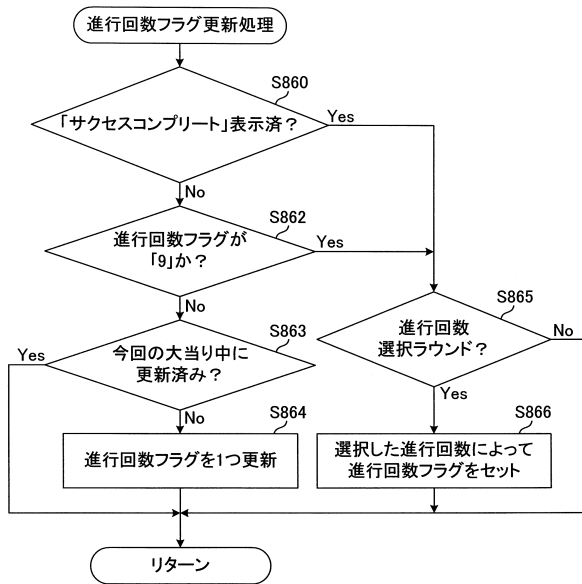 進行回数フラグ更新処理
S860
「サクセスコンプリート」表示済？
Yes
No
S862
進行回数フラグが
「9」か？
Yes
No
S863
今回の大当り中に
更新済み？
Yes
No
S864
進行回数フラグを1つ更新
S865
進行回数
選択ラウンド？
No
Yes
S866
選択した進行回数によって
進行回数フラグをセット
リターン